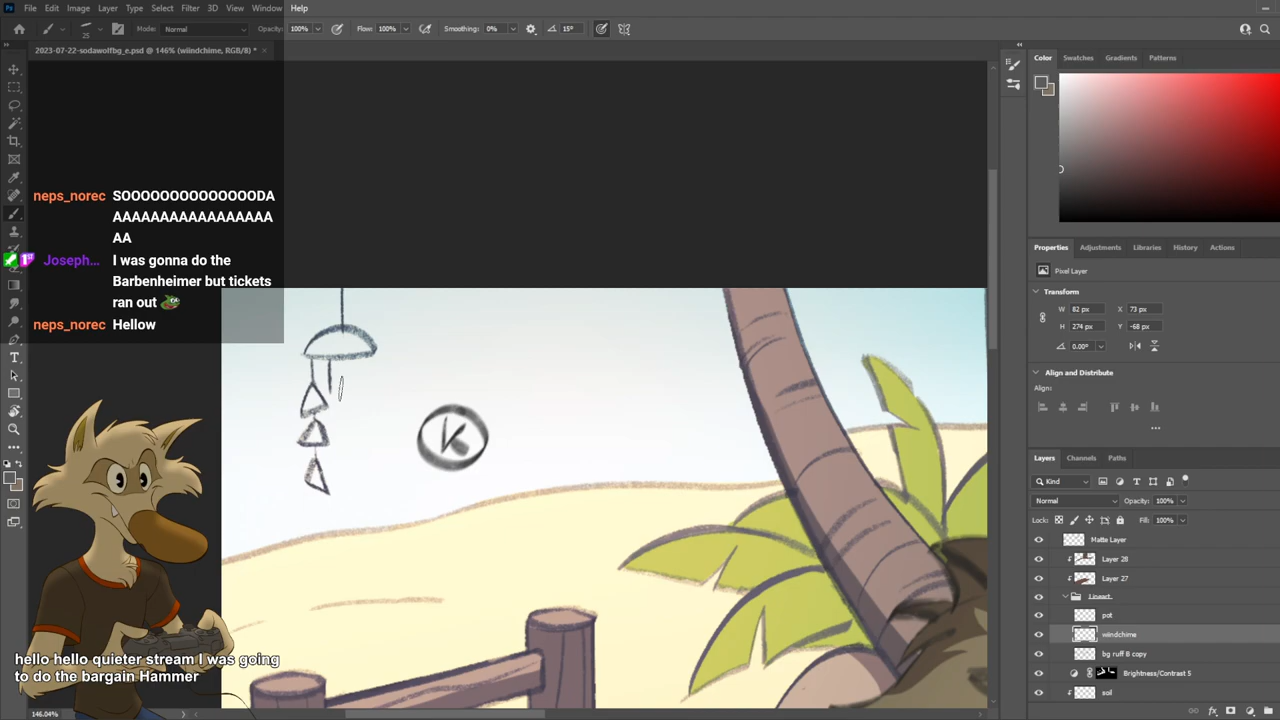 File Edit Image Layer Type Select Filter 3D View Window Help
25 Mode: Normal Opacity: 100% Flow: 100% Smoothing: 0% 15°
2023-07-22-sodawolfbg_e.psd @ 146% (wiindchime, RGB/8) *
Color Swatches Gradients Patterns
neps_norec SOOOOOOOOOOOOOODA
AAAAAAAAAAAAAAAAA
AA
Joseph... I was gonna do the
Barbenheimer but tickets
ran out
neps_norec Hellow
K
hello hello quieter stream I was going
to do the bargain Hammer
146.04%
Properties Adjustments Libraries History Actions
Pixel Layer
Transform
W 82 px X 73 px
H 274 px Y -68 px
0.00°
Align and Distribute
Align:
Layers Channels Paths
Kind
Normal Opacity: 100%
Lock: Fill: 100%
Matte Layer
Layer 28
Layer 27
Lineart
pot
wiindchime
bg ruff B copy
Brightness/Contrast 5
soil